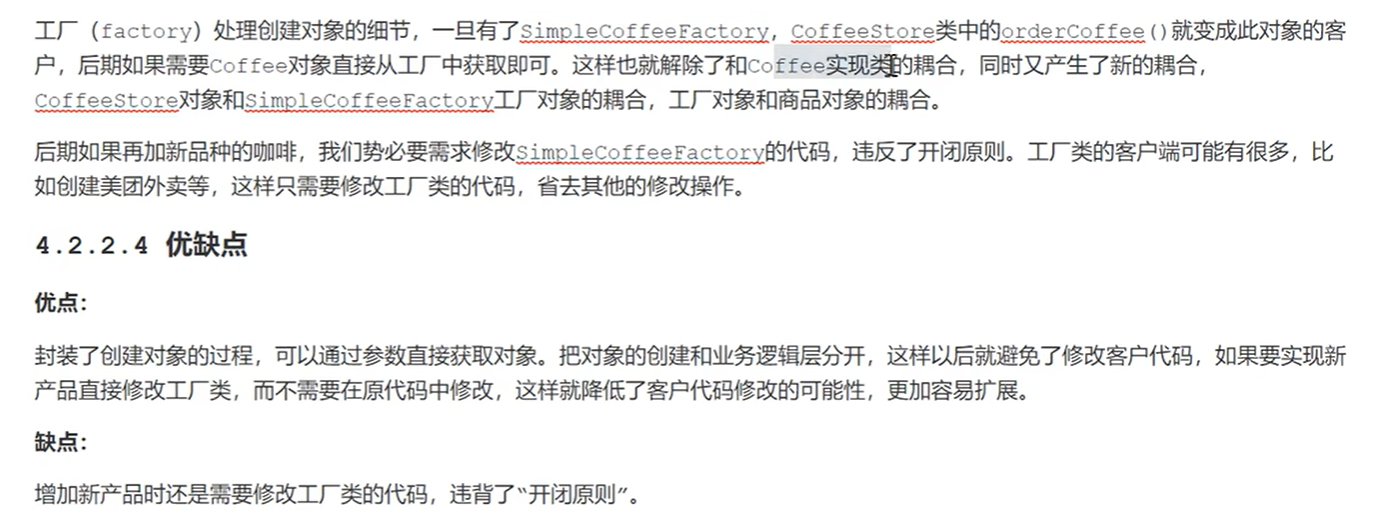 工厂（factory）处理创建对象的细节，一旦有了SimpleCoffeeFactory，CoffeeStore类中的orderCoffee()就变成此对象的客
户，后期如果需要Coffee对象直接从工厂中获取即可。这样也就解除了和Coffee实现类的耦合，同时又产生了新的耦合，
CoffeeStore对象和SimpleCoffeeFactory工厂对象的耦合，工厂对象和商品对象的耦合。
后期如果再加新品种的咖啡，我们势必要需求修改SimpleCoffeeFactory的代码，违反了开闭原则。工厂类的客户端可能有很多，比
如创建美团外卖等，这样只需要修改工厂类的代码，省去其他的修改操作。
4.2.2.4 优缺点
优点：
封装了创建对象的过程，可以通过参数直接获取对象。把对象的创建和业务逻辑层分开，这样以后就避免了修改客户代码，如果要实现新
产品直接修改工厂类，而不需要在原代码中修改，这样就降低了客户代码修改的可能性，更加容易扩展。
缺点：
增加新产品时还是需要修改工厂类的代码，违背了“开闭原则”。